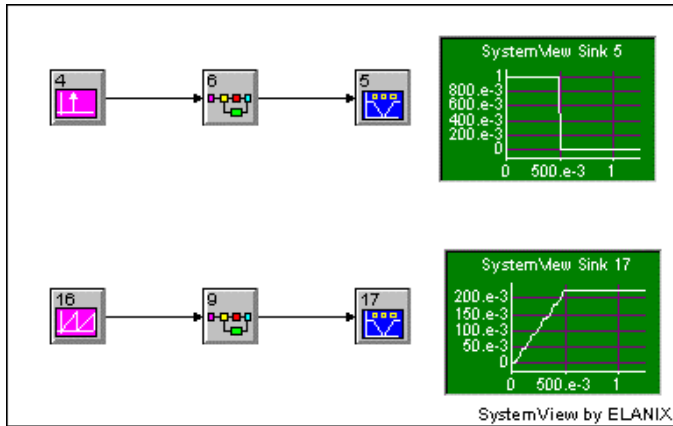 SystemView Sink 5
4
6
5
1
800.e-3
600.e-3
400.e-3
200.e-3
0
0 500.e-3 1
SystemView Sink 17
16
9
17
200.e-3
150.e-3
100.e-3
50.e-3
0
0 500.e-3 1
SystemView by ELANIX